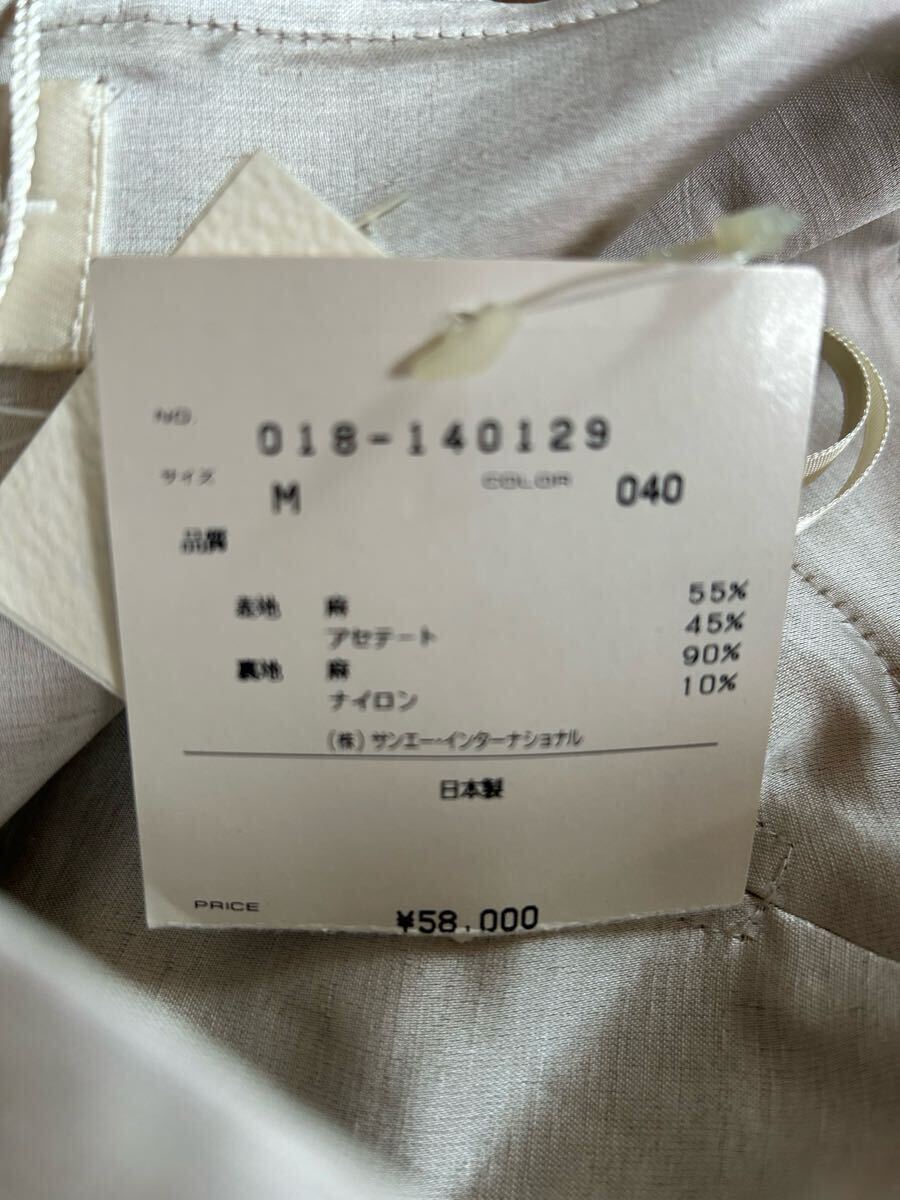 NO. 018-140129
サイズ M COLOR 040
品質
表地 麻 55%
アセテート 45%
裏地 麻 90%
ナイロン 10%
(株)サンエー・インターナショナル
日本製
PRICE ¥58,000